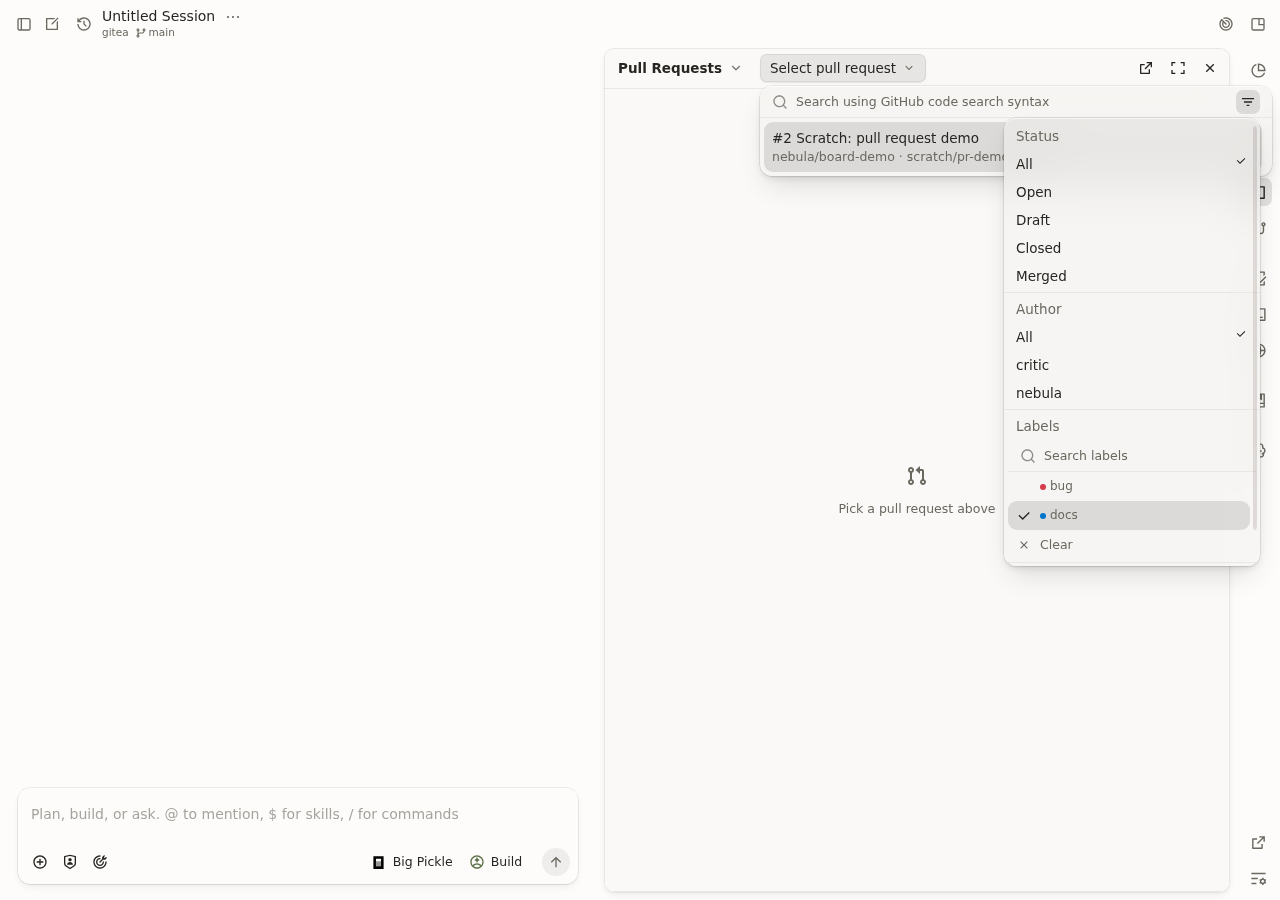 Untitled Session
gitea main
Pull Requests
Select pull request
Search using GitHub code search syntax
#2 Scratch: pull request demo
nebula/board-demo · scratch/pr-demo
Status
All
Open
Draft
Closed
Merged
Author
All
critic
nebula
Labels
Search labels
bug
docs
Clear
Pick a pull request above
Plan, build, or ask. @ to mention, $ for skills, / for commands
Big Pickle
Build